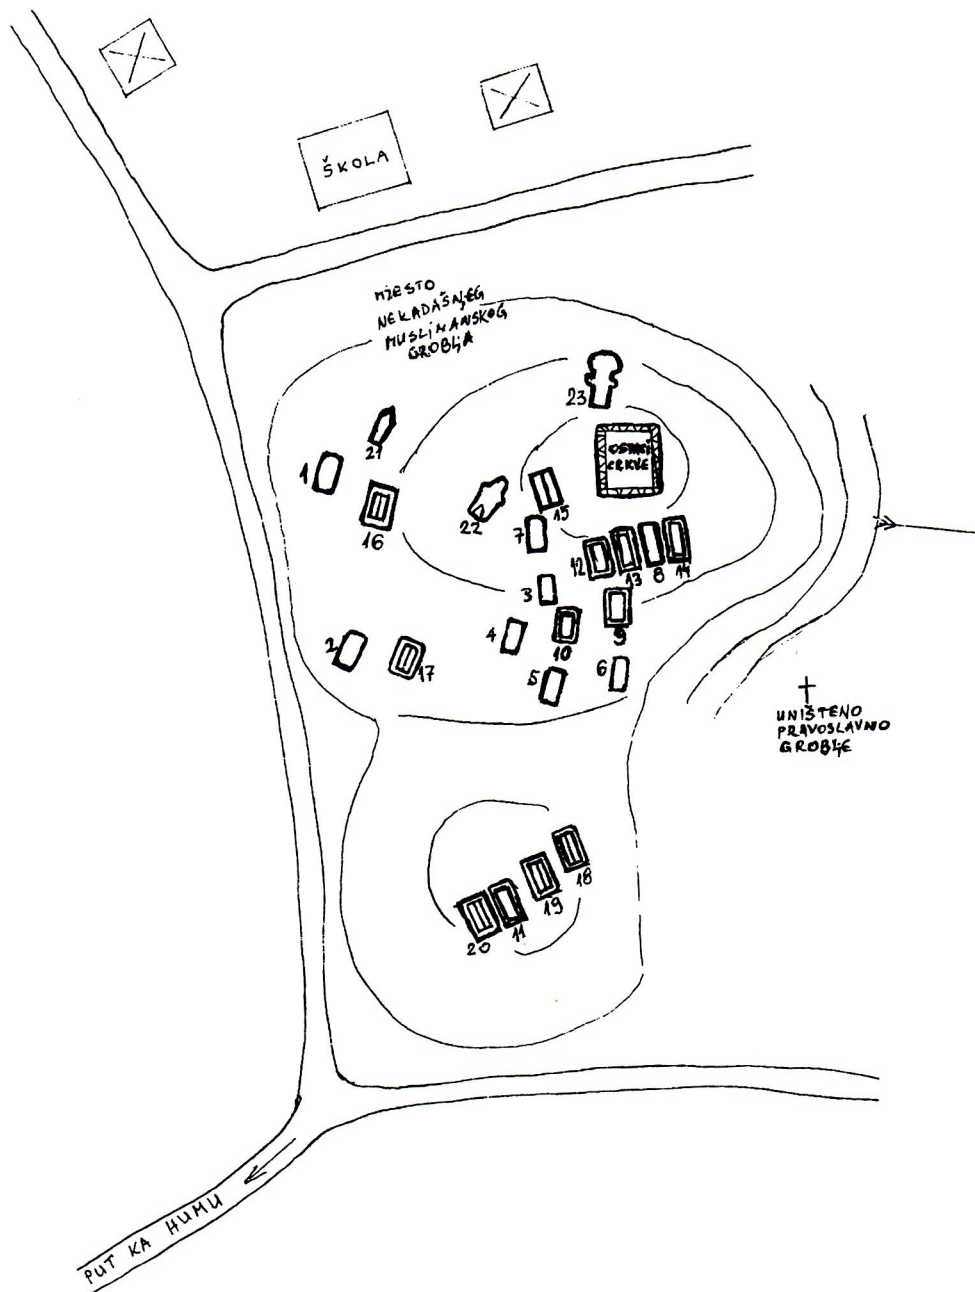 ŠKOLA
MJESTO
NEKADAŠNJEG
MUSLIMANSKOG
GROBLJA
23
21
1
16
22
15
OSTACI
CRKVE
7
12
13
8
14
3
9
4
10
2
17
5
6
UNIŠTENO
PRAVOSLAVNO
GROBLJE
18
19
11
20
PUT KA HUMU